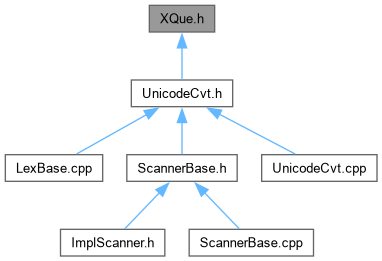 XQue.h
UnicodeCvt.h
LexBase.cpp
ScannerBase.h
UnicodeCvt.cpp
ImplScanner.h
ScannerBase.cpp